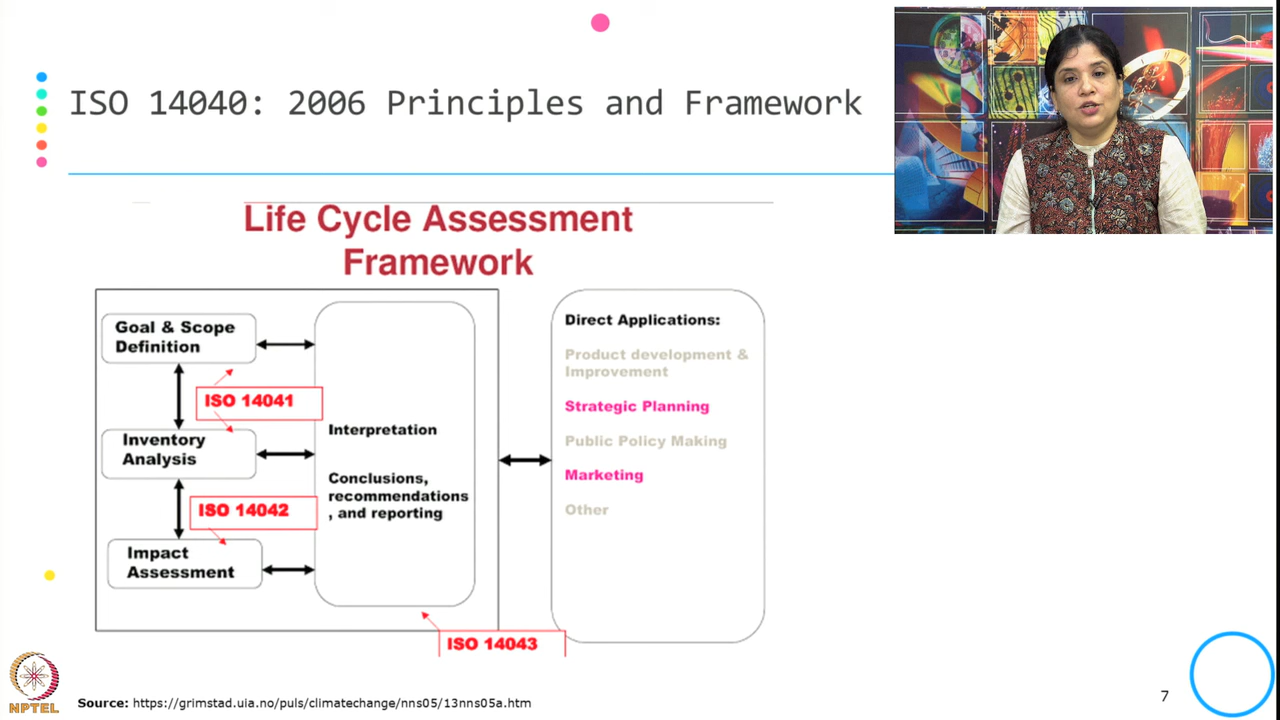 ISO 14040: 2006 Principles and Framework
Life Cycle Assessment
Framework
Goal & Scope
Definition
ISO 14041
Inventory
Analysis
ISO 14042
Impact
Assessment
Interpretation
Conclusions,
recommendations
, and reporting
ISO 14043
Direct Applications:
Product development &
Improvement
Strategic Planning
Public Policy Making
Marketing
Other
NPTEL
Source: https://grimstad.uia.no/puls/climatechange/nns05/13nns05a.htm
7